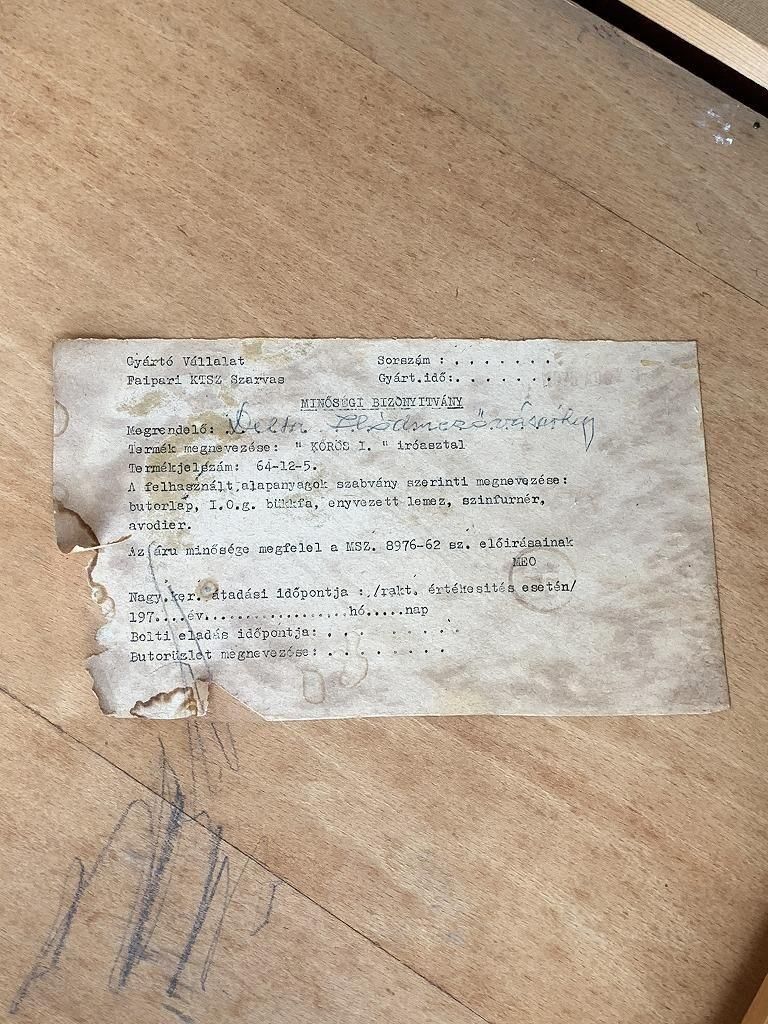 Gyártó Vállalat Sorszám : . . . . . . .
Faipari KTSZ Szarvas Gyárt.idő:. . . . . . .
MINŐSÉGI BIZONYITVÁNY
Megrendelő: Delta Hódmezővásárhely
Termék megnevezése: " KÖRÖS I. " iróasztal
Termékjelszám: 64-12-5.
A felhasznált alapanyagok szabvány szerinti megnevezése:
butorlap, I.O.g. bükkfa, enyvezett lemez, szinfurnér,
avodier.
Az áru minősége megfelel a MSZ. 8976-62 sz. előirásainak
MEO
Nagy.ker. átadási időpontja :./rakt. értékesités esetén/
197....év...................hó.....nap
Bolti eladás időpontja: . . . . . . . . .
Butorüzlet megnevezése: . . . . . . . .